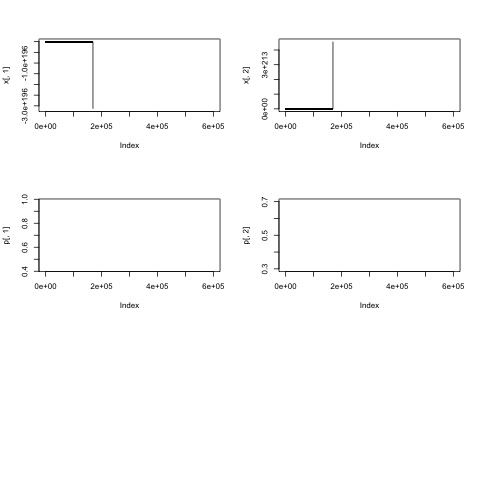 x[, 1]
-3.0e+196 -1.0e+196
0e+00 2e+05 4e+05 6e+05
Index
x[, 2]
0e+00 3e+213
0e+00 2e+05 4e+05 6e+05
Index
p[, 1]
0.4 0.6 0.8 1.0
0e+00 2e+05 4e+05 6e+05
Index
p[, 2]
0.3 0.5 0.7
0e+00 2e+05 4e+05 6e+05
Index